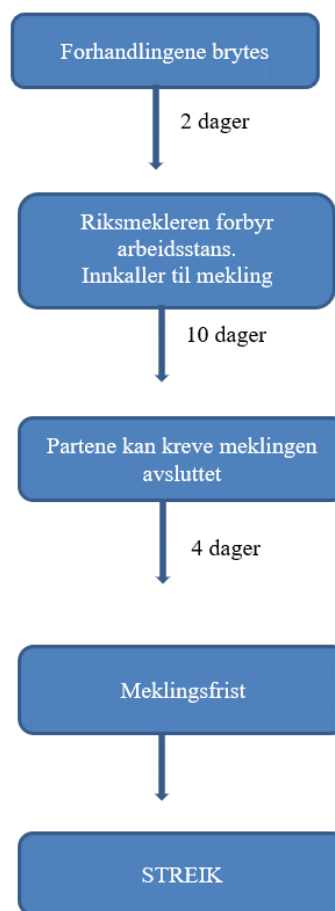 Forhandlingene brytes
2 dager
Riksmekleren forbyr
arbeidsstans.
Innkaller til mekling
10 dager
Partene kan kreve meklingen
avsluttet
4 dager
Meklingsfrist
STREIK